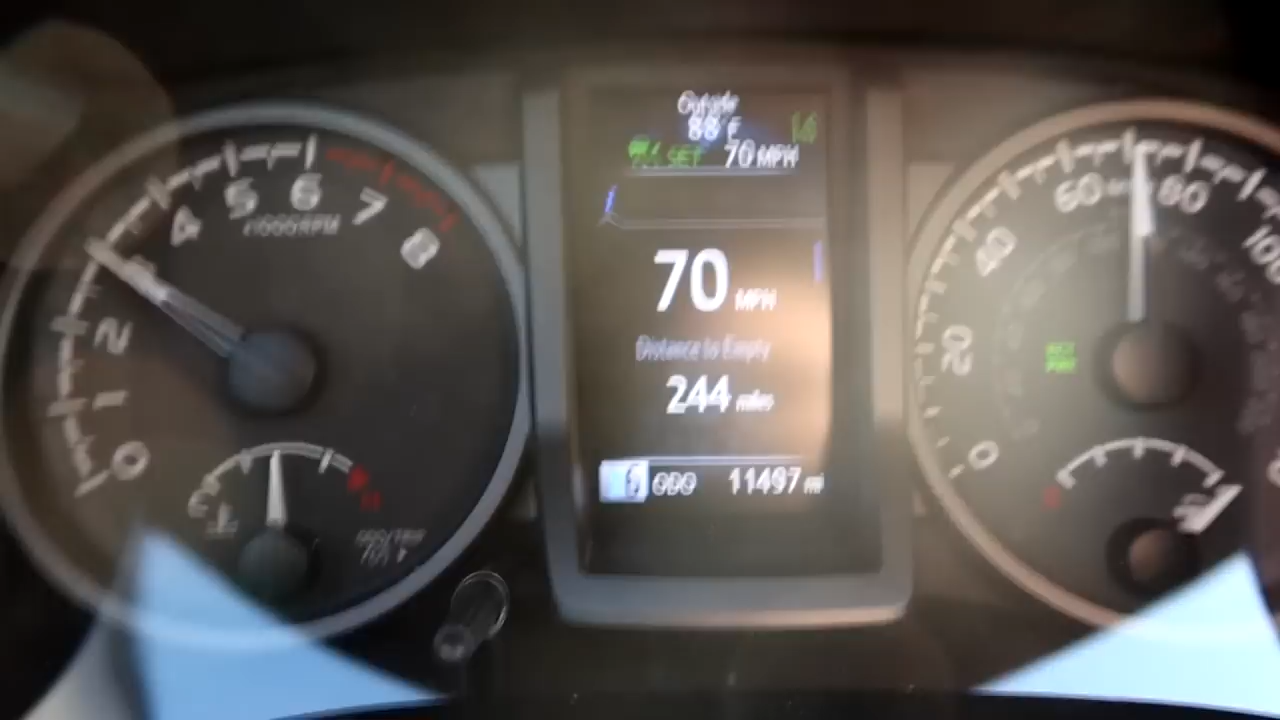 Outside
88°F
SET 70 MPH
70 MPH
Distance to Empty
244 miles
ODO 11497 mi
0 1 2 4 5 6 7 8
x1000RPM
0 20 40 60 80 100